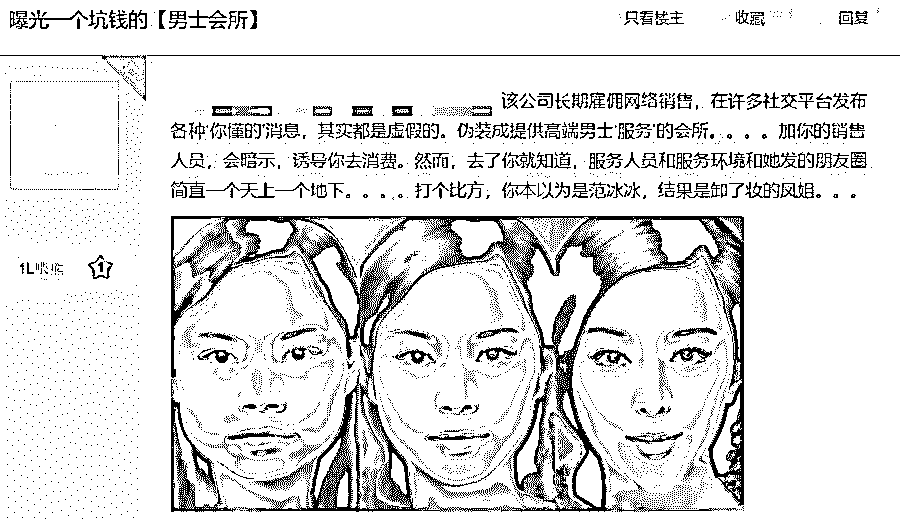 曝光一个坑钱的【男士会所】
只看楼主 收藏 回复
该公司长期雇佣网络销售，在许多社交平台发布
各种'你懂的'消息，其实都是虚假的。伪装成提供高端男士'服务'的会所。。。。加你的销售
人员，会暗示，诱导你去消费。然而，去了你就知道，服务人员和服务环境和她发的朋友圈
简直一个天上一个地下。。。。打个比方，你本以为是范冰冰，结果是卸了妆的凤姐。。。
1